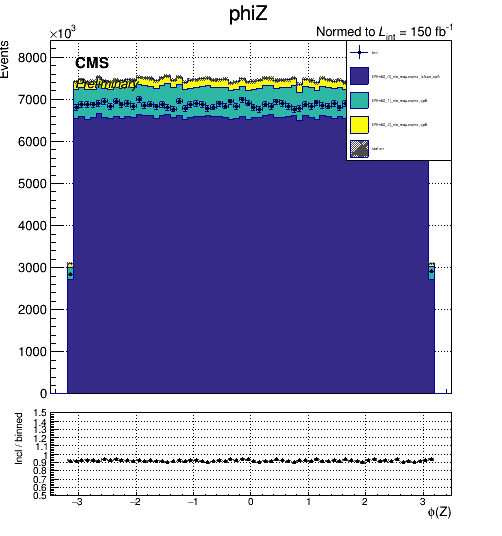 phiZ
Normed to L_int = 150 fb⁻¹
×10³
Events
CMS
Preliminary
8000
7000
6000
5000
4000
3000
2000
1000
0
Incl / binned
1.5
1.4
1.3
1.2
1.1
1
0.9
0.8
0.7
0.6
0.5
−3 −2 −1 0 1 2 3
ϕ(Z)